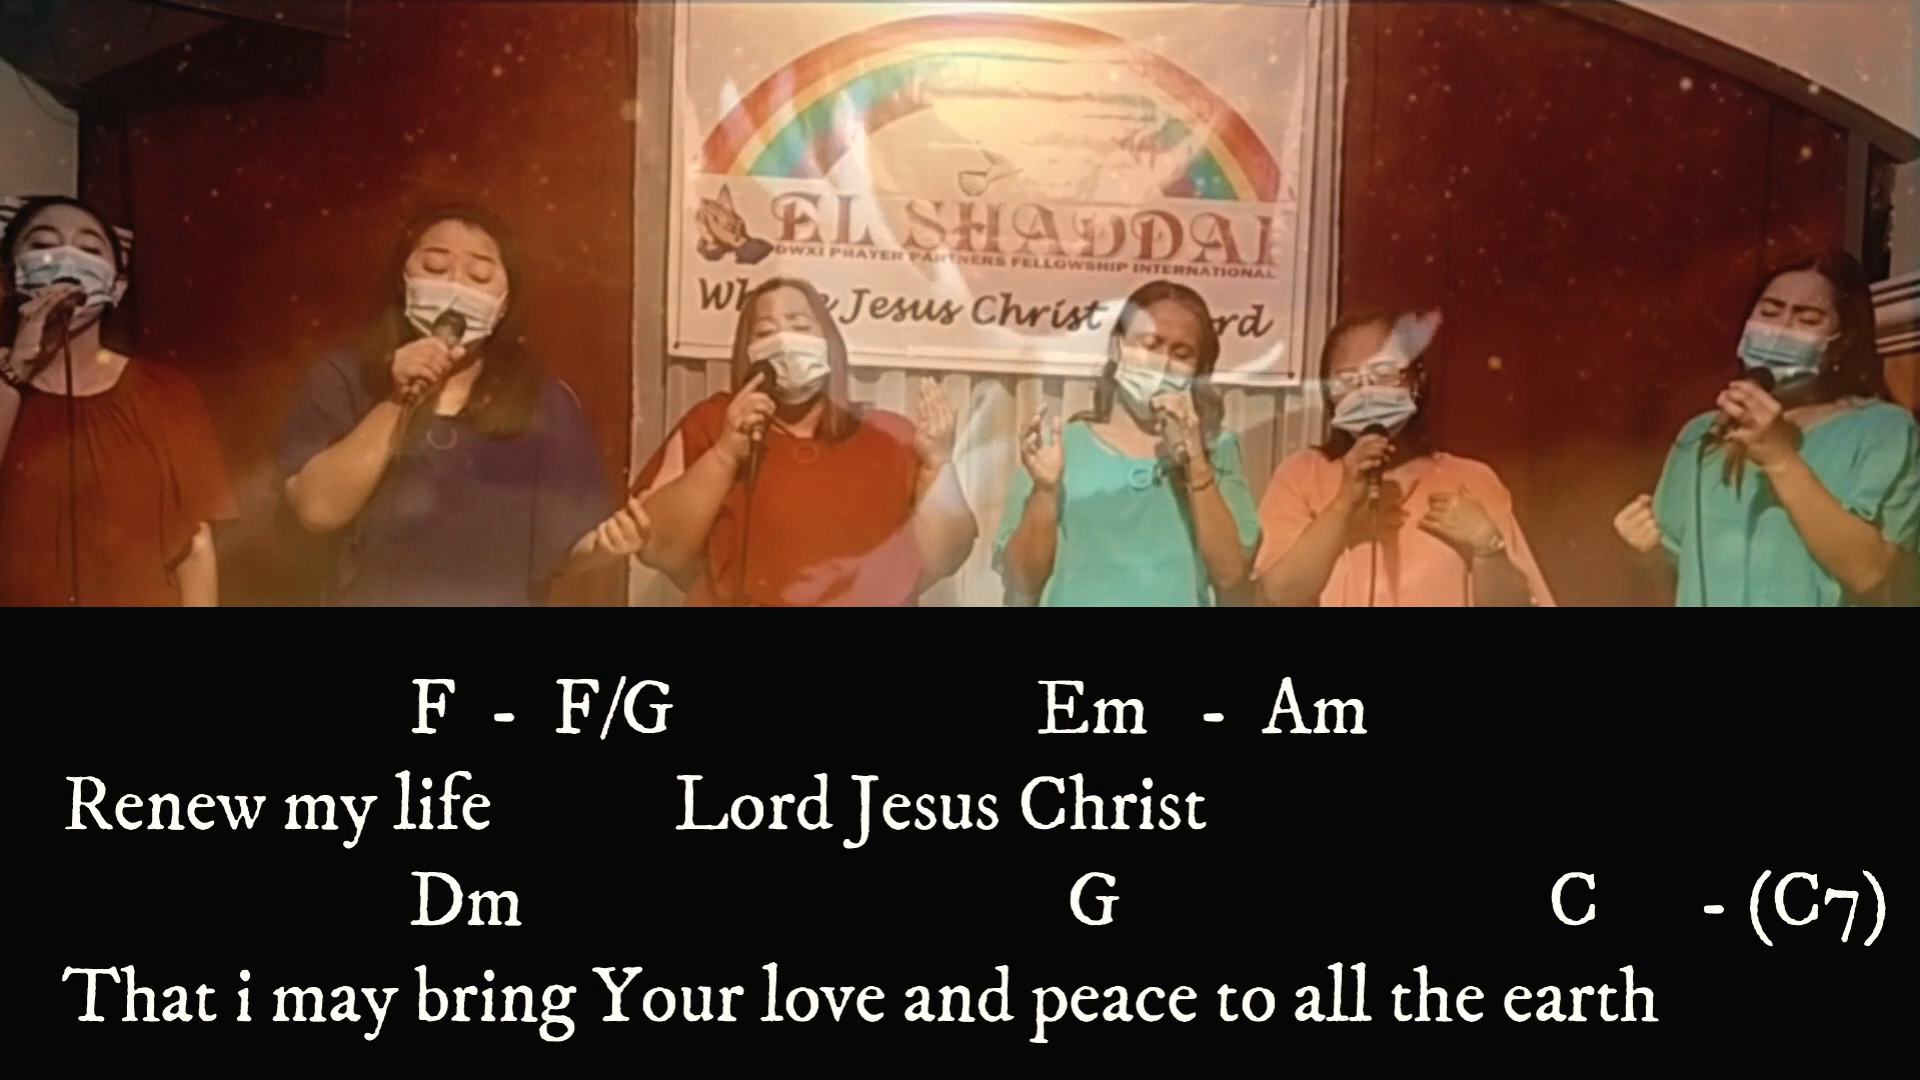 EL SHADDAI
DWXI PRAYER PARTNERS FELLOWSHIP INTERNATIONAL
Jesus Christ
F - F/G Em - Am
Renew my life Lord Jesus Christ
Dm G C - (C7)
That i may bring Your love and peace to all the earth